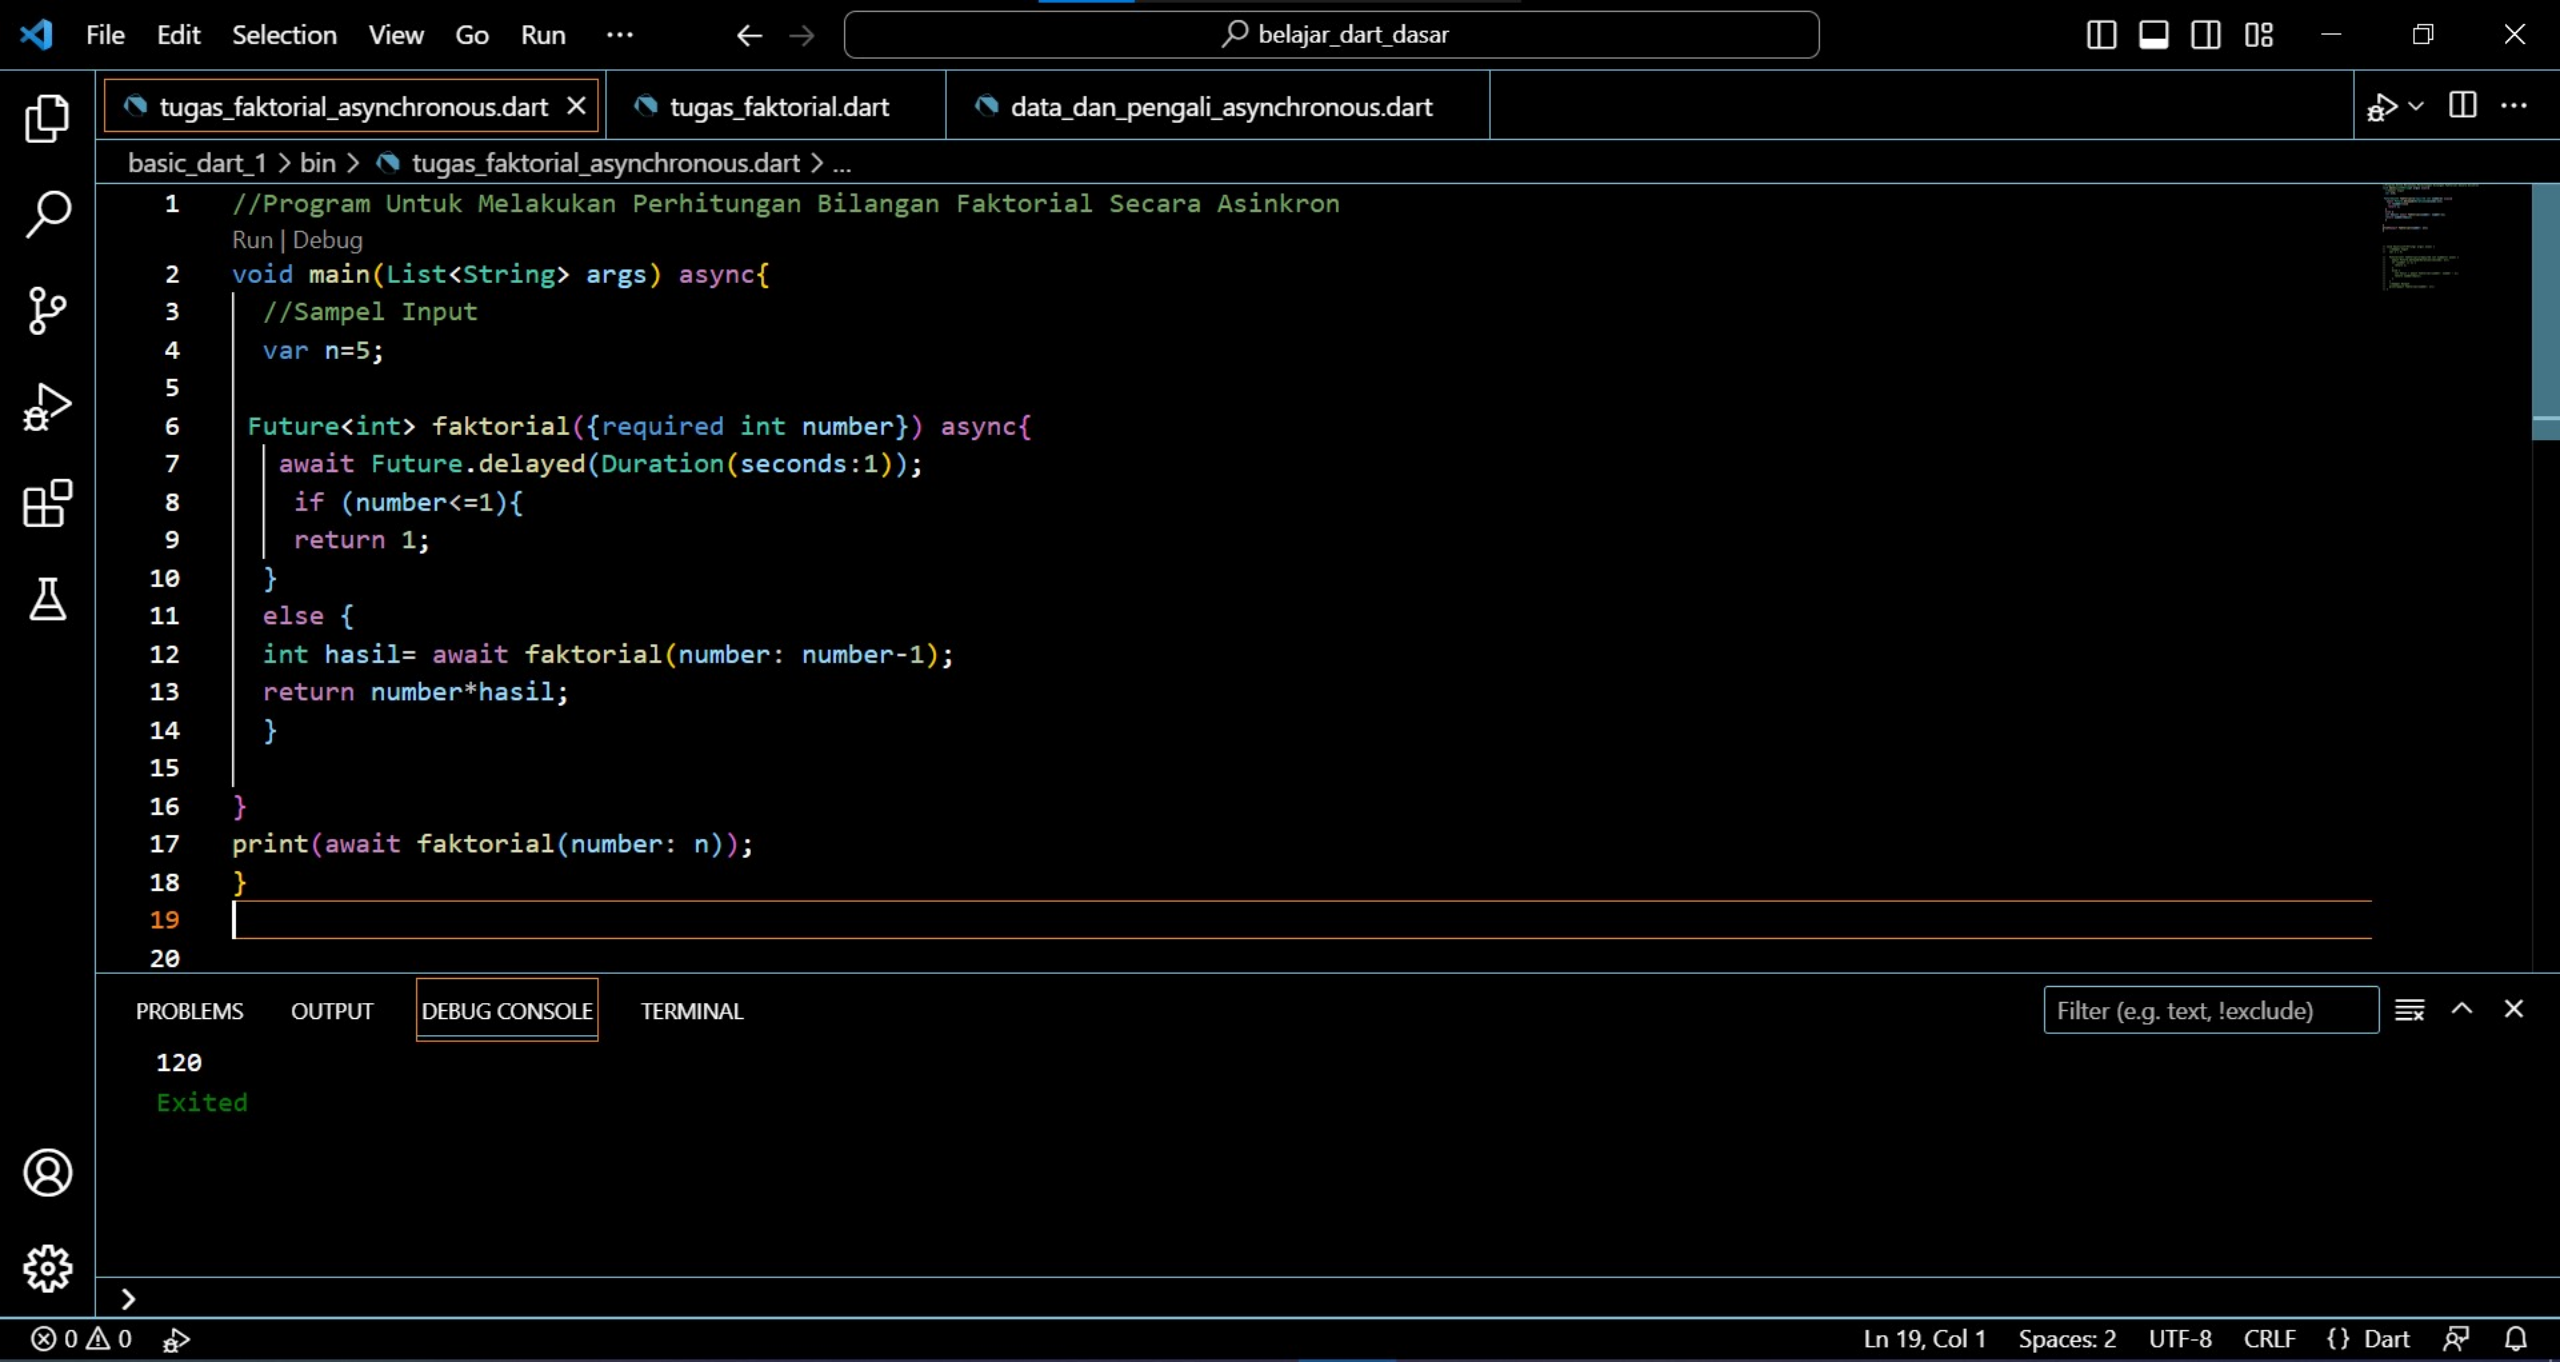 File Edit Selection View Go Run ··· belajar_dart_dasar
tugas_faktorial_asynchronous.dart tugas_faktorial.dart data_dan_pengali_asynchronous.dart
basic_dart_1 > bin > tugas_faktorial_asynchronous.dart > ...
1 //Program Untuk Melakukan Perhitungan Bilangan Faktorial Secara Asinkron
Run | Debug
2 void main(List<String> args) async{
3 //Sampel Input
4 var n=5;
5
6 Future<int> faktorial({required int number}) async{
7 await Future.delayed(Duration(seconds:1));
8 if (number<=1){
9 return 1;
10 }
11 else {
12 int hasil= await faktorial(number: number-1);
13 return number*hasil;
14 }
15
16 }
17 print(await faktorial(number: n));
18 }
19
20
PROBLEMS OUTPUT DEBUG CONSOLE TERMINAL Filter (e.g. text, !exclude)
120
Exited
>
0 0 Ln 19, Col 1 Spaces: 2 UTF-8 CRLF {} Dart